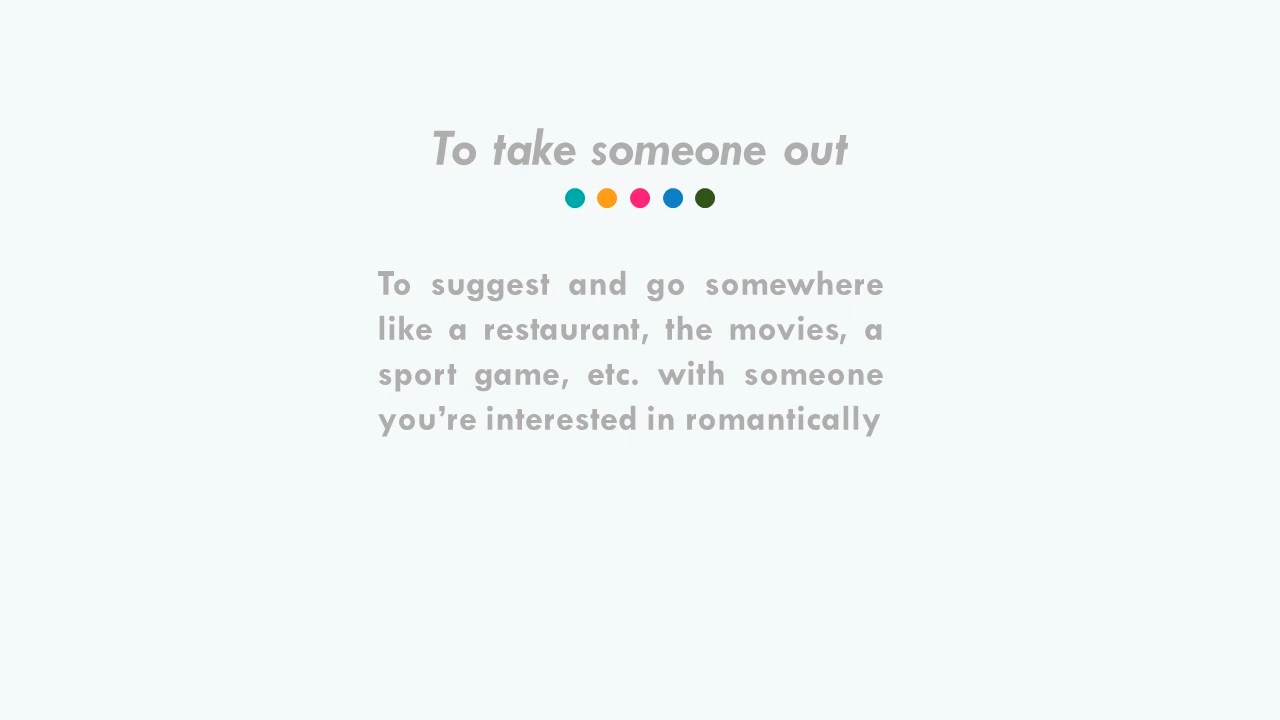 To take someone out
To suggest and go somewhere
like a restaurant, the movies, a
sport game, etc. with someone
you’re interested in romantically